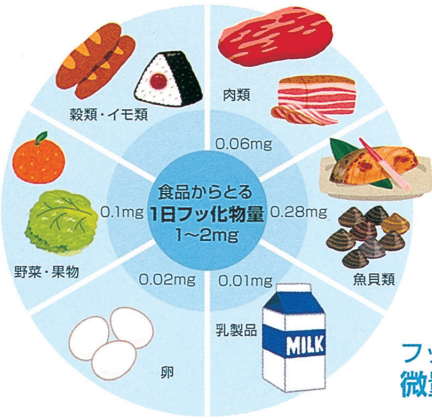 穀類・イモ類
肉類
0.06mg
食品からとる
1日フッ化物量
1〜2mg
0.1mg
0.28mg
野菜・果物
魚貝類
0.02mg
0.01mg
乳製品
MILK
卵
フッ